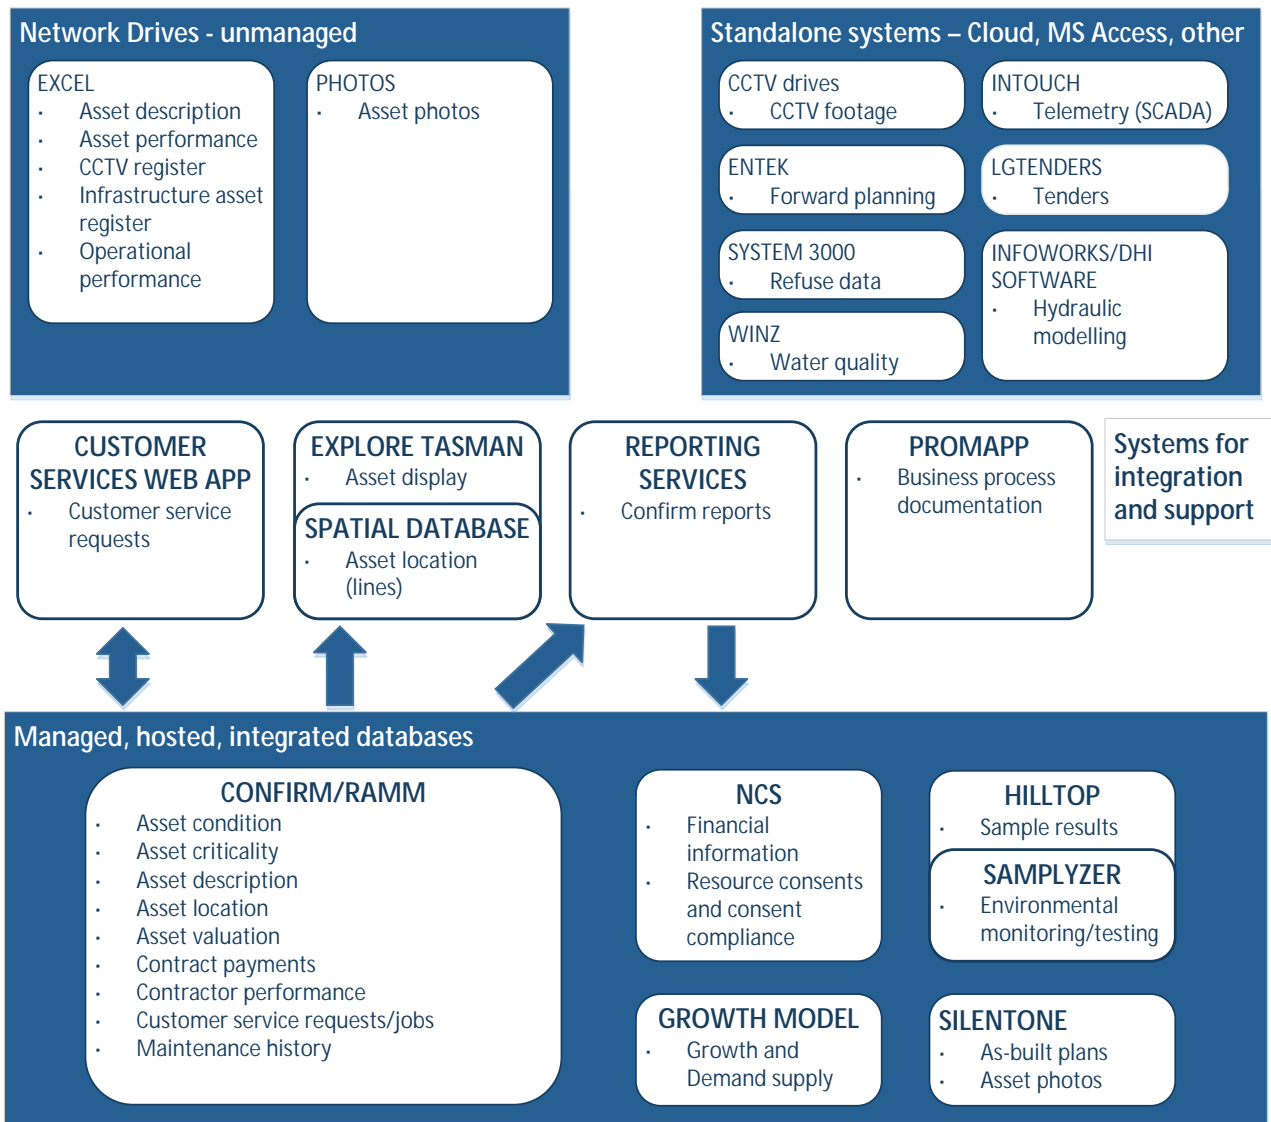 Network Drives - unmanaged
EXCEL
· Asset description
· Asset performance
· CCTV register
· Infrastructure asset
register
· Operational
performance
PHOTOS
· Asset photos
Standalone systems – Cloud, MS Access, other
CCTV drives
· CCTV footage
INTOUCH
· Telemetry (SCADA)
ENTEK
· Forward planning
LGTENDERS
· Tenders
SYSTEM 3000
· Refuse data
INFOWORKS/DHI
SOFTWARE
· Hydraulic
modelling
WINZ
· Water quality
CUSTOMER
SERVICES WEB APP
· Customer service
requests
EXPLORE TASMAN
· Asset display
SPATIAL DATABASE
· Asset location
(lines)
REPORTING
SERVICES
· Confirm reports
PROMAPP
· Business process
documentation
Systems for
integration
and support
Managed, hosted, integrated databases
CONFIRM/RAMM
· Asset condition
· Asset criticality
· Asset description
· Asset location
· Asset valuation
· Contract payments
· Contractor performance
· Customer service requests/jobs
· Maintenance history
NCS
· Financial
information
· Resource consents
and consent
compliance
HILLTOP
· Sample results
SAMPLYZER
· Environmental
monitoring/testing
GROWTH MODEL
· Growth and
Demand supply
SILENTONE
· As-built plans
· Asset photos